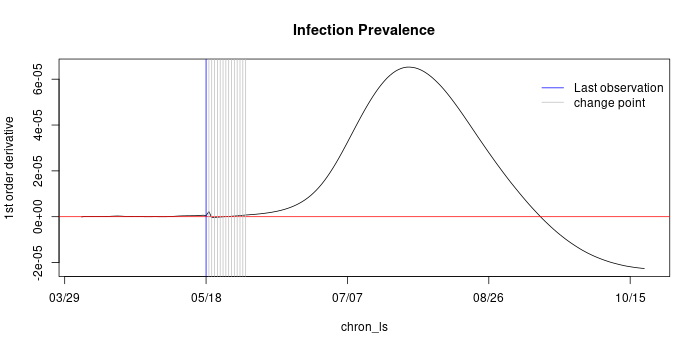 Infection Prevalence
1st order derivative
6e-05
4e-05
2e-05
0e+00
-2e-05
Last observation
change point
03/29
05/18
07/07
08/26
10/15
chron_ls